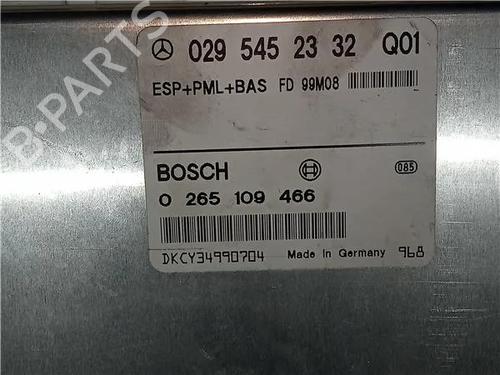 029 545 23 32 Q01
ESP+PML+BAS FD 99M08
BOSCH
085
0 265 109 466
DKCY34990704 Made in Germany 968
B-PARTS